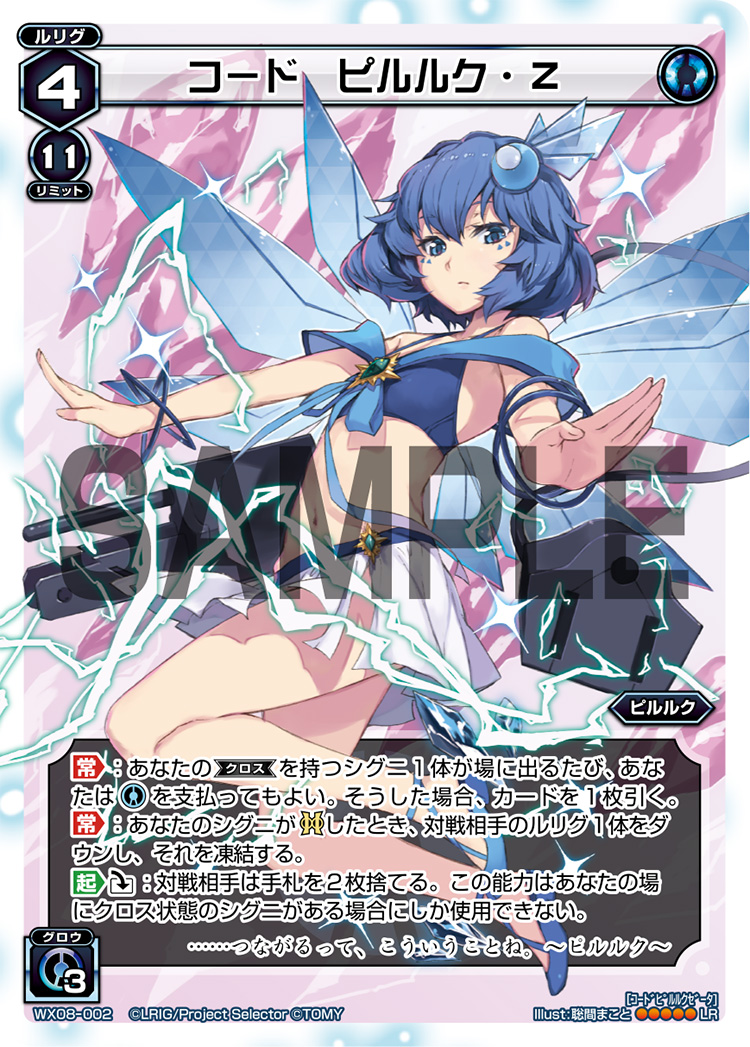 ルリグ
4
コード　ピルルク・Z
11
リミット
SAMPLE
ピルルク
常：あなたのクロスを持つシグニ1体が場に出るたび、あな
たはを支払ってもよい。そうした場合、カードを1枚引く。
常：あなたのシグニがしたとき、対戦相手のルリグ1体をダ
ウンし、それを凍結する。
起：対戦相手は手札を2枚捨てる。この能力はあなたの場
にクロス状態のシグニがある場合にしか使用できない。
……つながるって、こういうことね。～ピルルク～
グロウ
3
[コードピルルクゼータ]
WX08-002 ©LRIG/Project Selector ©TOMY Illust:聡間まこと LR